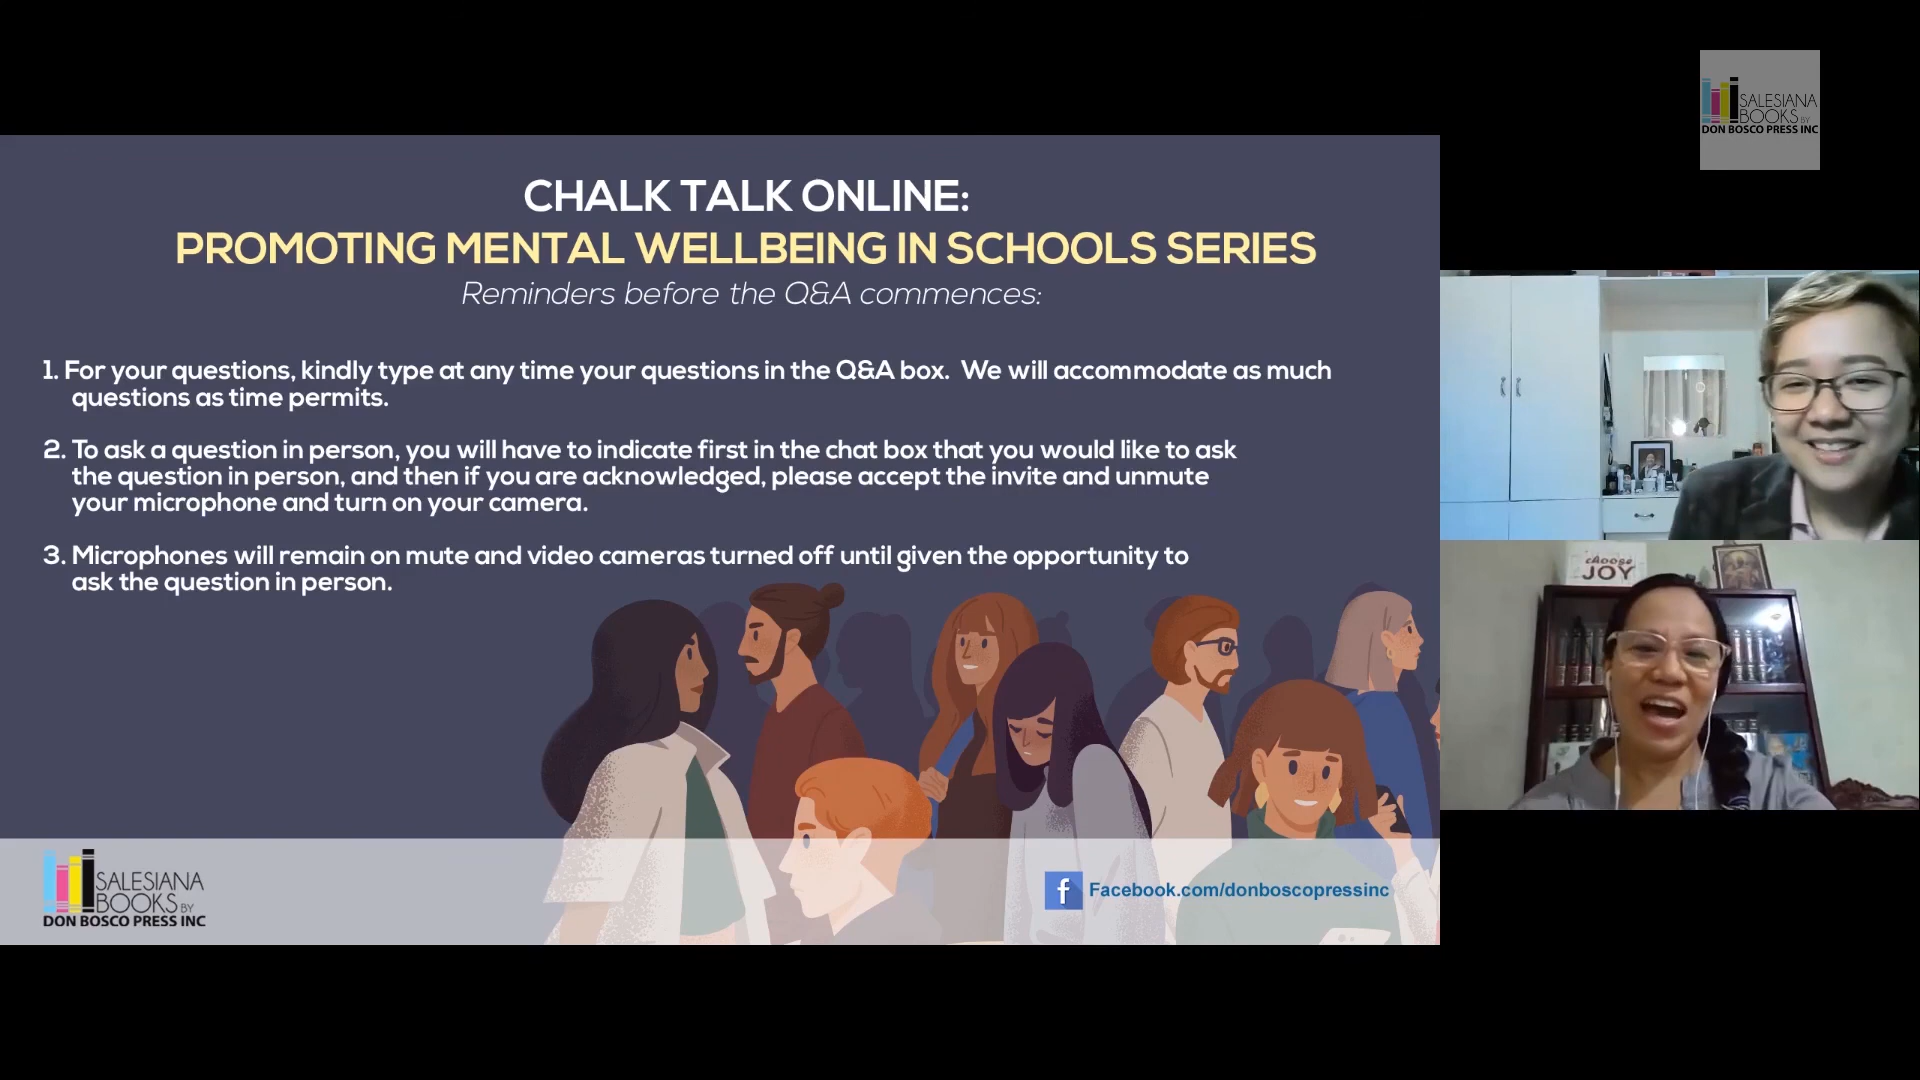 SALESIANA
BOOKS BY
DON BOSCO PRESS INC
CHALK TALK ONLINE:
PROMOTING MENTAL WELLBEING IN SCHOOLS SERIES
Reminders before the Q&A commences:
1. For your questions, kindly type at any time your questions in the Q&A box. We will accommodate as much
questions as time permits.
2. To ask a question in person, you will have to indicate first in the chat box that you would like to ask
the question in person, and then if you are acknowledged, please accept the invite and unmute
your microphone and turn on your camera.
3. Microphones will remain on mute and video cameras turned off until given the opportunity to
ask the question in person.
choose
JOY
SALESIANA
BOOKS BY
DON BOSCO PRESS INC
f Facebook.com/donboscopressinc